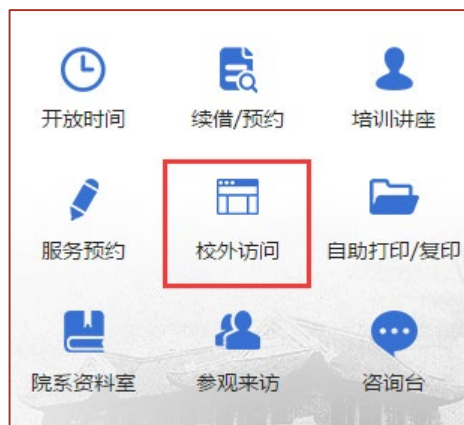 开放时间
续借/预约
培训讲座
服务预约
校外访问
自助打印/复印
院系资料室
参观来访
咨询台